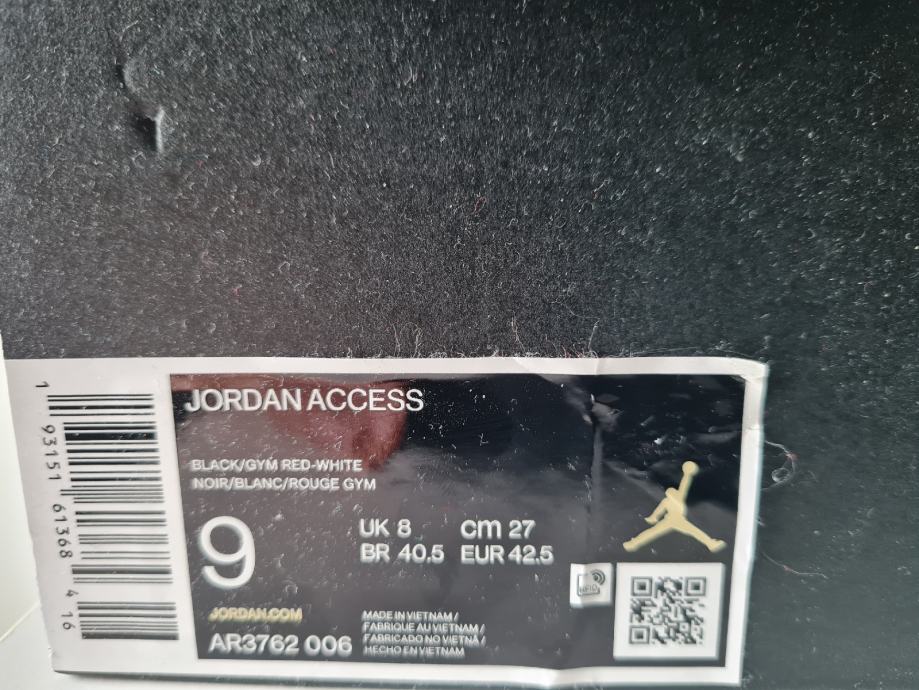 JORDAN ACCESS
BLACK/GYM RED-WHITE
NOIR/BLANC/ROUGE GYM
9
UK 8 cm 27
BR 40.5 EUR 42.5
RFID
JORDAN.COM
AR3762 006
MADE IN VIETNAM /
FABRIQUE AU VIETNAM /
FABRICADO NO VIETNÃ /
HECHO EN VIETNAM
1 93151 61368 4 16